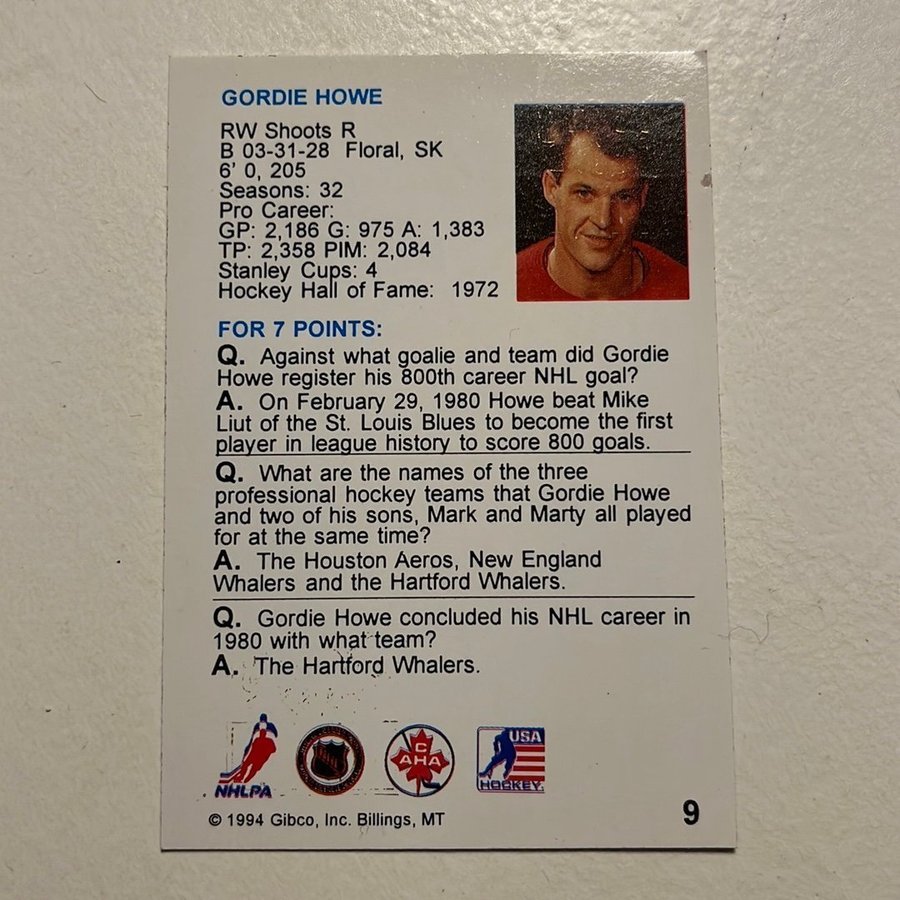 GORDIE HOWE
RW Shoots R
B 03-31-28 Floral, SK
6' 0, 205
Seasons: 32
Pro Career:
GP: 2,186 G: 975 A: 1,383
TP: 2,358 PIM: 2,084
Stanley Cups: 4
Hockey Hall of Fame: 1972
FOR 7 POINTS:
Q. Against what goalie and team did Gordie
Howe register his 800th career NHL goal?
A. On February 29, 1980 Howe beat Mike
Liut of the St. Louis Blues to become the first
player in league history to score 800 goals.
Q. What are the names of the three
professional hockey teams that Gordie Howe
and two of his sons, Mark and Marty all played
for at the same time?
A. The Houston Aeros, New England
Whalers and the Hartford Whalers.
Q. Gordie Howe concluded his NHL career in
1980 with what team?
A. The Hartford Whalers.
NHLPA
C
AHA
USA
HOCKEY
© 1994 Gibco, Inc. Billings, MT
9